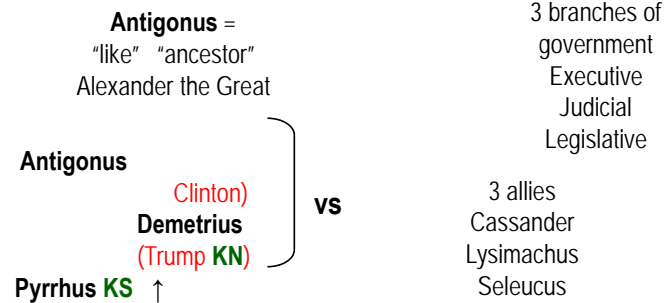 Antigonus =
"like" "ancestor"
Alexander the Great
3 branches of
government
Executive
Judicial
Legislative
Antigonus
Clinton)
Demetrius
(Trump KN)
Pyrrhus KS ↑
vs
3 allies
Cassander
Lysimachus
Seleucus